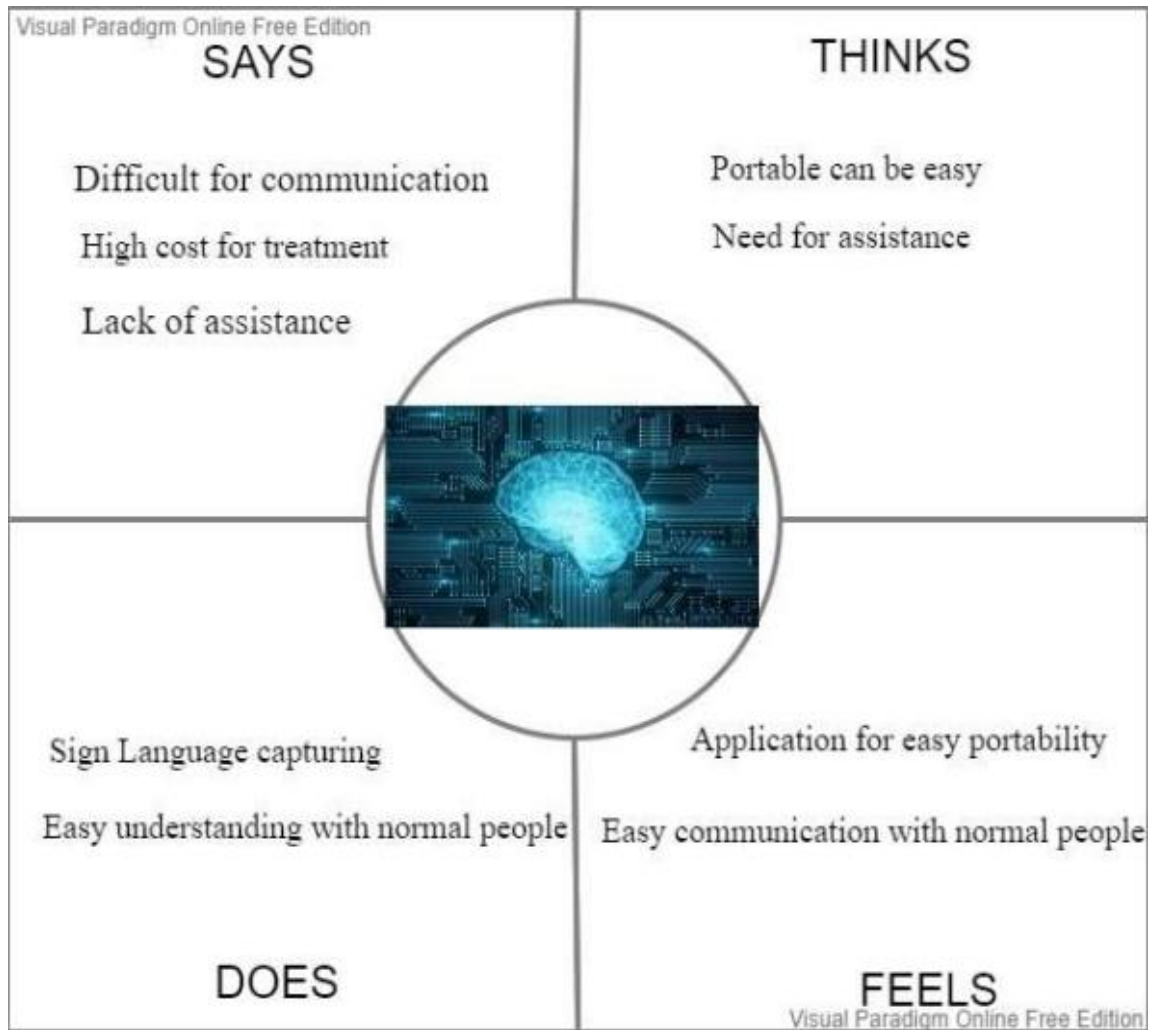 Visual Paradigm Online Free Edition
SAYS
Difficult for communication
High cost for treatment
Lack of assistance
THINKS
Portable can be easy
Need for assistance
Sign Language capturing
Easy understanding with normal people
DOES
Application for easy portability
Easy communication with normal people
FEELS
Visual Paradigm Online Free Edition